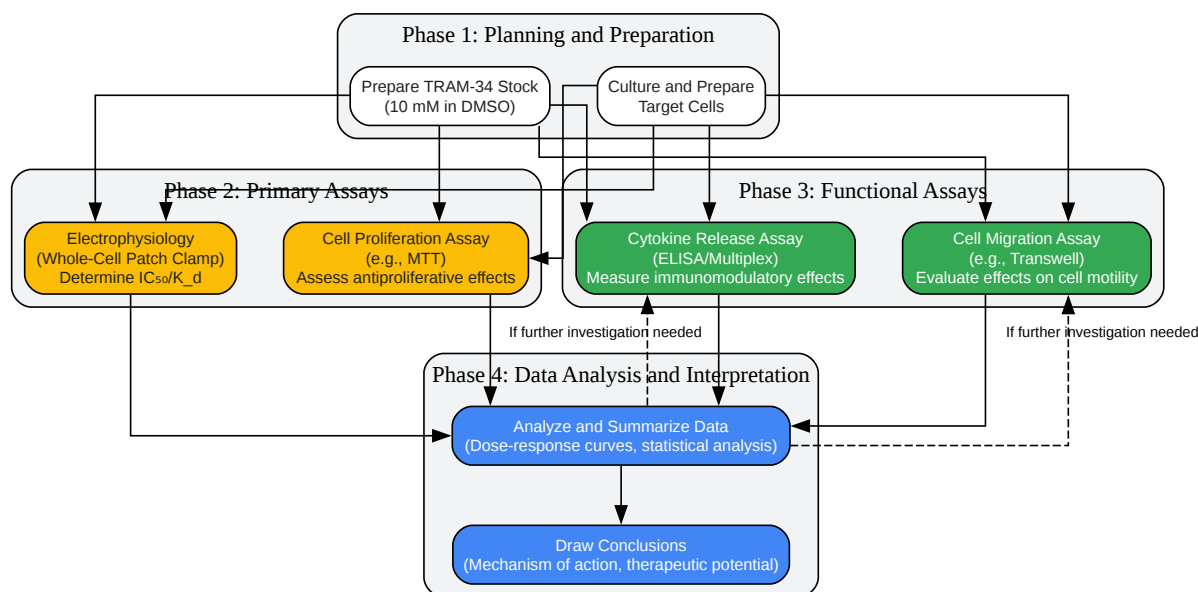 Phase 1: Planning and Preparation
Prepare TRAM-34 Stock
(10 mM in DMSO)
Culture and Prepare
Target Cells
Phase 2: Primary Assays
Phase 3: Functional Assays
Electrophysiology
(Whole-Cell Patch Clamp)
Determine IC₅₀/K_d
Cell Proliferation Assay
(e.g., MTT)
Assess antiproliferative effects
Cytokine Release Assay
(ELISA/Multiplex)
Measure immunomodulatory effects
Cell Migration Assay
(e.g., Transwell)
Evaluate effects on cell motility
If further investigation needed
If further investigation needed
Phase 4: Data Analysis and Interpretation
Analyze and Summarize Data
(Dose-response curves, statistical analysis)
Draw Conclusions
(Mechanism of action, therapeutic potential)